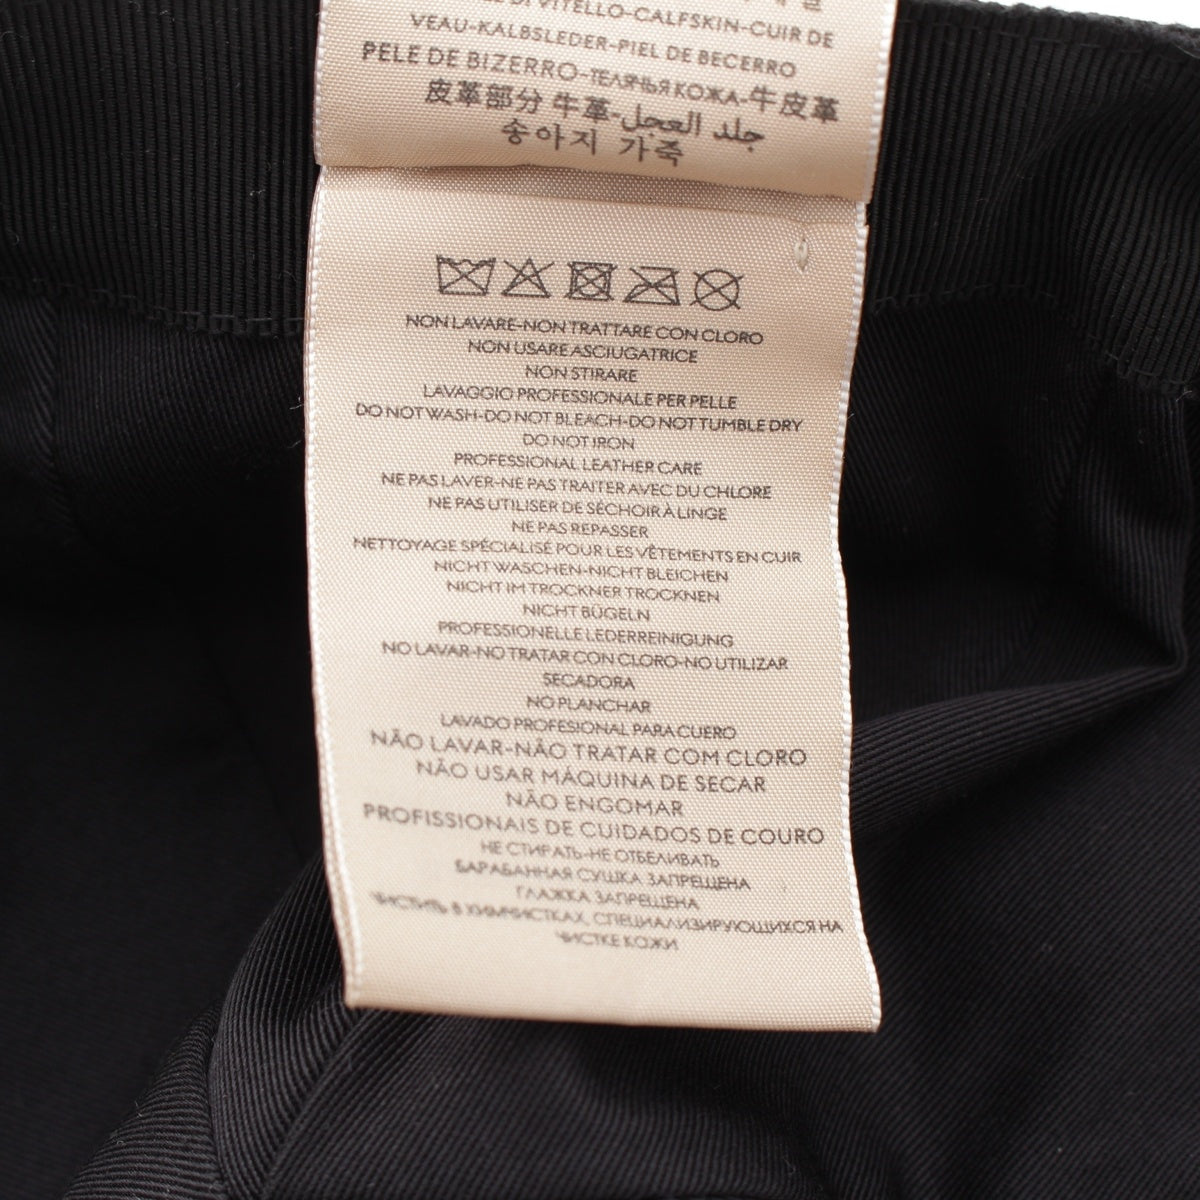 DI VITELLO-CALFSKIN-CUIR DE
VEAU-KALBSLEDER-PIEL DE BECERRO
PELE DE BIZERRO-ТЕЛЯЧЬЯ КОЖА-牛皮革
皮革部分 牛革-جلد العجل
송아지 가죽
NON LAVARE-NON TRATTARE CON CLORO
NON USARE ASCIUGATRICE
NON STIRARE
LAVAGGIO PROFESSIONALE PER PELLE
DO NOT WASH-DO NOT BLEACH-DO NOT TUMBLE DRY
DO NOT IRON
PROFESSIONAL LEATHER CARE
NE PAS LAVER-NE PAS TRAITER AVEC DU CHLORE
NE PAS UTILISER DE SÉCHOIR À LINGE
NE PAS REPASSER
NETTOYAGE SPÉCIALISÉ POUR LES VÊTEMENTS EN CUIR
NICHT WASCHEN-NICHT BLEICHEN
NICHT IM TROCKNER TROCKNEN
NICHT BÜGELN
PROFESSIONELLE LEDERREINIGUNG
NO LAVAR-NO TRATAR CON CLORO-NO UTILIZAR
SECADORA
NO PLANCHAR
LAVADO PROFESIONAL PARA CUERO
NÃO LAVAR-NÃO TRATAR COM CLORO
NÃO USAR MÁQUINA DE SECAR
NÃO ENGOMAR
PROFISSIONAIS DE CUIDADOS DE COURO
НЕ СТИРАТЬ-НЕ ОТБЕЛИВАТЬ
БАРАБАННАЯ СУШКА ЗАПРЕЩЕНА
ГЛАЖКА ЗАПРЕЩЕНА
ЧИСТИТЬ В ХИМЧИСТКАХ, СПЕЦИАЛИЗИРУЮЩИХСЯ НА
ЧИСТКЕ КОЖИ